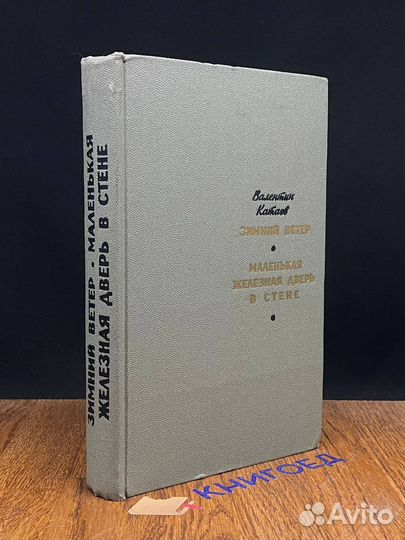 ЗИМНИЙ ВЕТЕР • МАЛЕНЬКАЯ
ЖЕЛЕЗНАЯ ДВЕРЬ В СТЕНЕ
Валентин
Катаев
ЗИМНИЙ ВЕТЕР
•
МАЛЕНЬКАЯ
ЖЕЛЕЗНАЯ ДВЕРЬ
В СТЕНЕ
•
КНИГОЕД
Avito